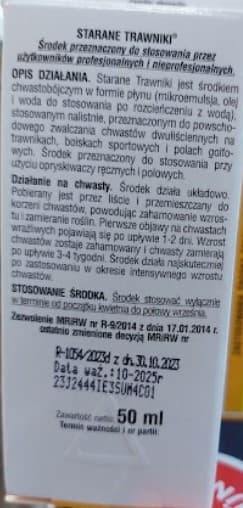 STARANE TRAWNIKI®
Środek przeznaczony do stosowania przez
użytkowników profesjonalnych i nieprofesjonalnych.
OPIS DZIAŁANIA. Starane Trawniki jest środkiem
chwastobójczym w formie płynu (mikroemulsja, olej
i woda do stosowania po rozcieńczeniu z wodą),
stosowanym nalistnie, przeznaczonym do powscho-
dowego zwalczania chwastów dwuliściennych na
trawnikach, boiskach sportowych i polach golfo-
wych. Środek przeznaczony do stosowania przy
użyciu opryskiwaczy ręcznych i polowych.
Działanie na chwasty. Środek działa układowo.
Pobierany jest przez liście i przemieszczany do
korzeni chwastów, powodując zahamowanie wzros-
tu i zamieranie roślin. Pierwsze objawy na chwastach
wrażliwych pojawiają się po upływie 1-2 dni. Wzrost
chwastów zostaje zahamowany i chwasty zamierają
po upływie 3-4 tygodni. Środek działa najskuteczniej
po zastosowaniu w okresie intensywnego wzrostu
chwastów.
STOSOWANIE ŚRODKA. Środek stosować wyłącznie
w terminie od początku kwietnia do połowy września.
Zezwolenie MRiRW nr R-9/2014 z dnia 17.01.2014 r.
ostatnio zmienione decyzją MRiRW nr
R-1054/2023d z dn.30.10.2023
Data waż.:10-2025r
23J2444IE3SUM4C01
Zawartość netto: 50 ml
Termin ważności i nr partii: